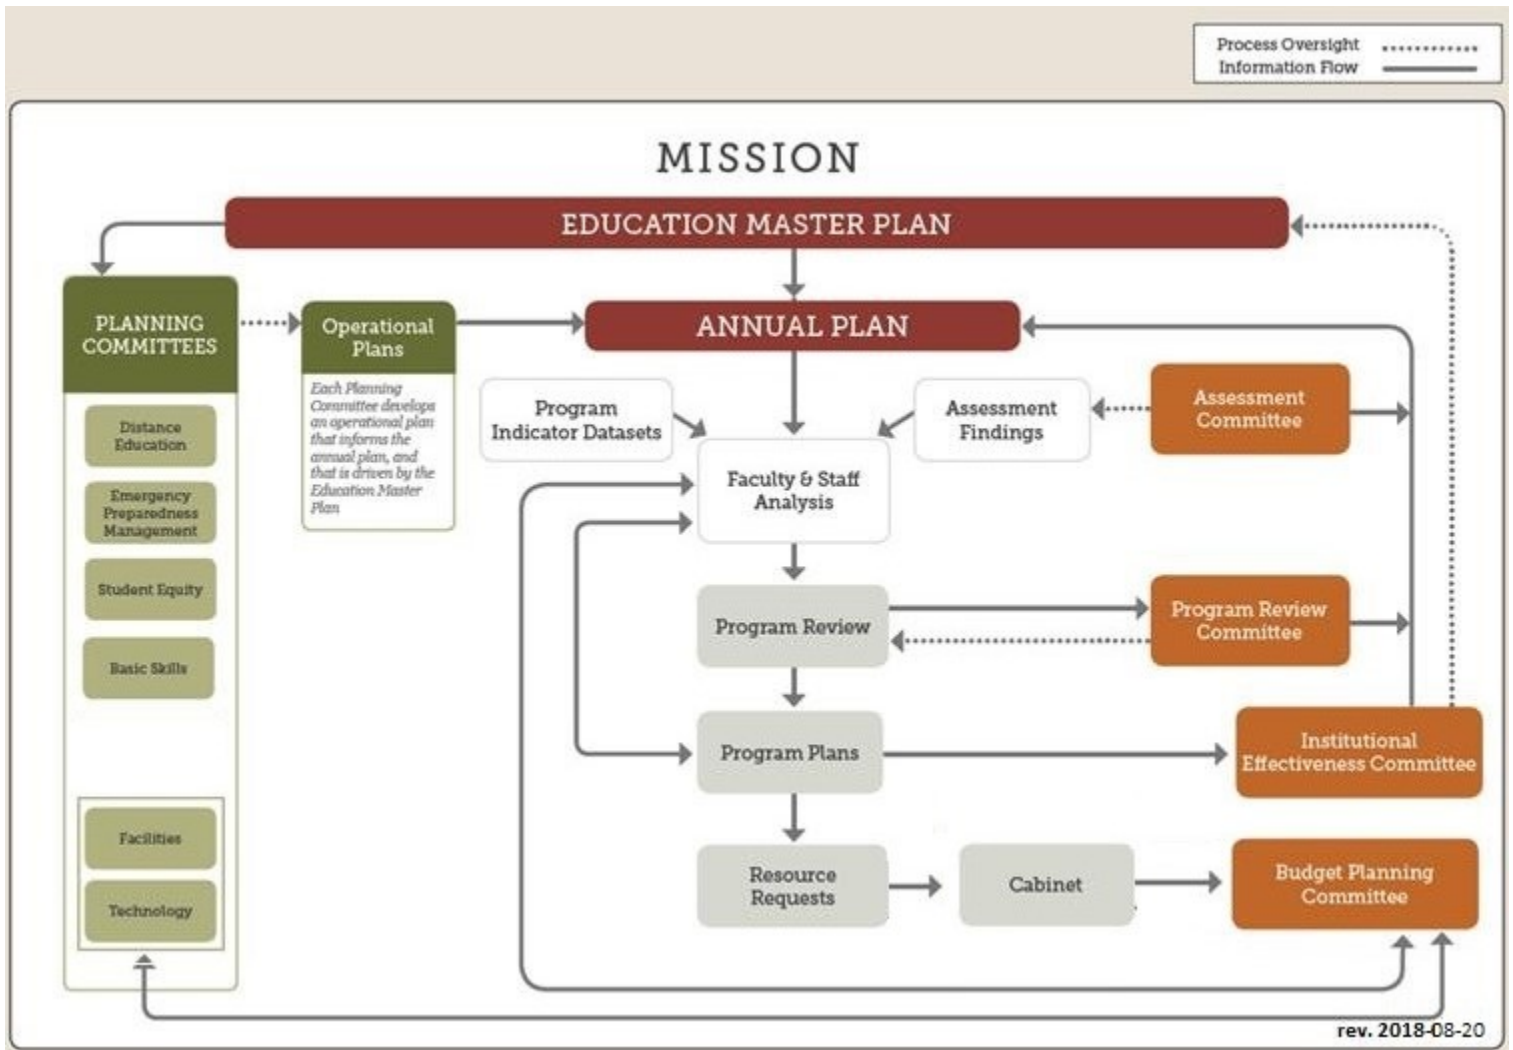 Process Oversight
Information Flow
MISSION
EDUCATION MASTER PLAN
PLANNING
COMMITTEES
Distance
Education
Emergency
Preparedness
Management
Student Equity
Basic Skills
Facilities
Technology
Operational
Plans
Each Planning
Committee develops
an operational plan
that informs the
annual plan, and
that is driven by the
Education Master
Plan
ANNUAL PLAN
Program
Indicator Datasets
Assessment
Findings
Assessment
Committee
Faculty & Staff
Analysis
Program Review
Program Review
Committee
Program Plans
Institutional
Effectiveness Committee
Resource
Requests
Cabinet
Budget Planning
Committee
rev. 2018-08-20